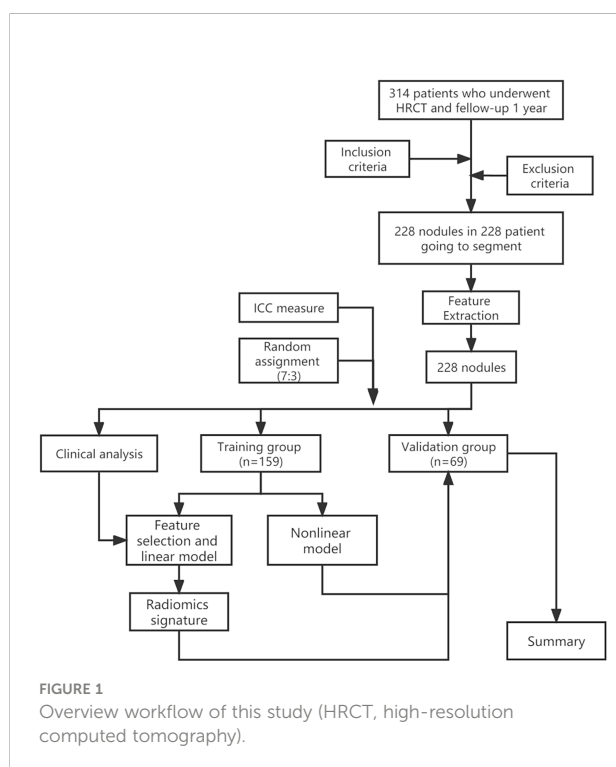 314 patients who underwent
HRCT and fellow-up 1 year
Inclusion
criteria
Exclusion
criteria
228 nodules in 228 patient
going to segment
Feature
Extraction
ICC measure
Random
assignment
(7:3)
228 nodules
Clinical analysis
Training group
(n=159)
Validation group
(n=69)
Feature
selection and
linear model
Nonlinear
model
Radiomics
signature
Summary
FIGURE 1
Overview workflow of this study (HRCT, high-resolution
computed tomography).